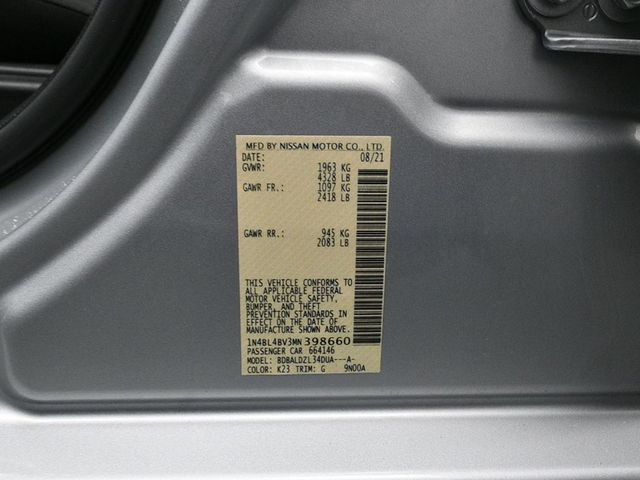 MFD BY NISSAN MOTOR CO., LTD.
DATE: 08/21
GVWR: 1963 KG
4328 LB
GAWR FR.: 1097 KG
2418 LB
GAWR RR.: 945 KG
2083 LB
THIS VEHICLE CONFORMS TO
ALL APPLICABLE FEDERAL
MOTOR VEHICLE SAFETY,
BUMPER, AND THEFT
PREVENTION STANDARDS IN
EFFECT ON THE DATE OF
MANUFACTURE SHOWN ABOVE.
1N4BL4BV3MN398660
PASSENGER CAR 664146
MODEL: BDBALDZL34DUA---A-
COLOR: K23 TRIM: G 9N00A